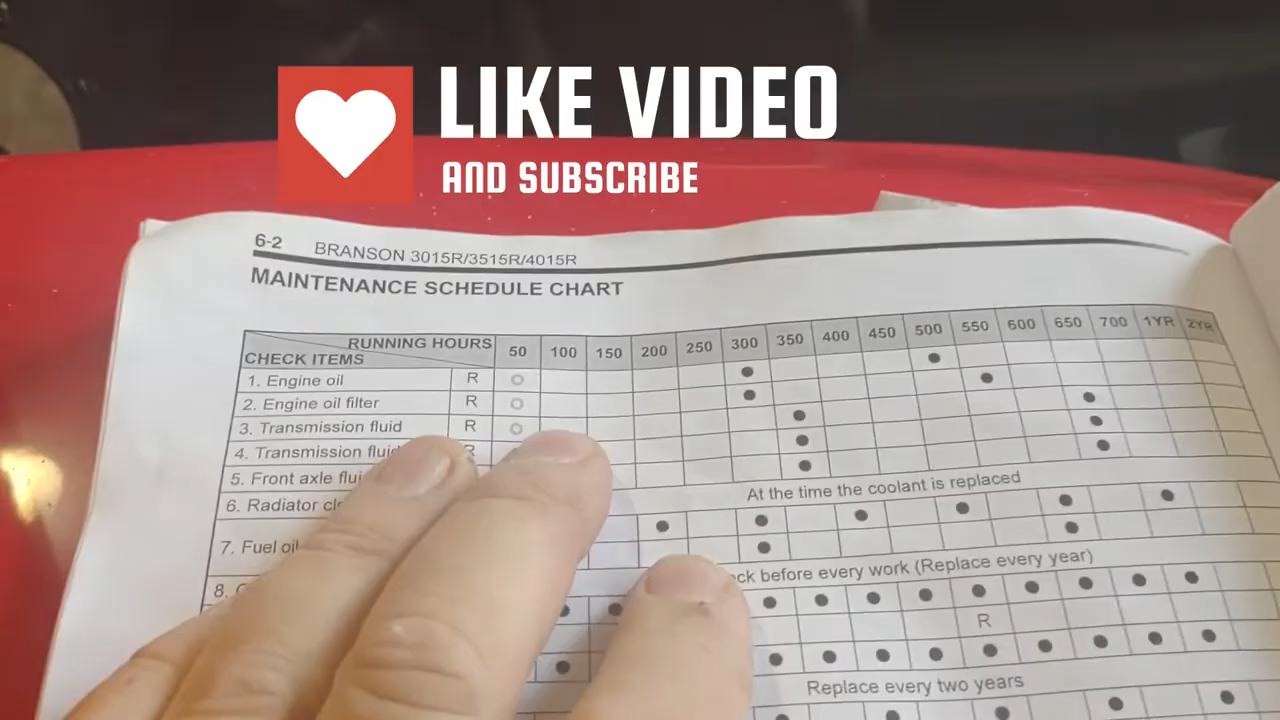 LIKE VIDEO
AND SUBSCRIBE
6-2 BRANSON 3015R/3515R/4015R
MAINTENANCE SCHEDULE CHART
RUNNING HOURS 50 100 150 200 250 300 350 400 450 500 550 600 650 700 1YR 2YR
CHECK ITEMS
1. Engine oil R
2. Engine oil filter R
3. Transmission fluid R
4. Transmission R
5. Front axle
6. Radiator At the time the coolant is replaced
7. Fuel oil
8. before every work (Replace every year)
R
Replace every two years